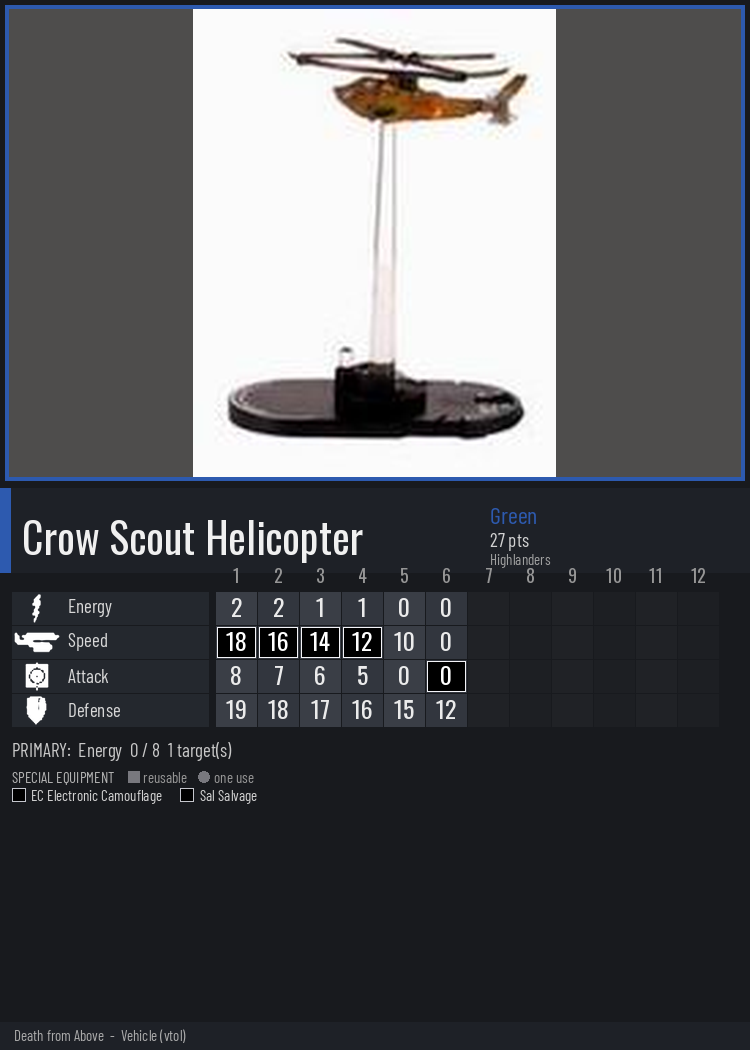 Crow Scout Helicopter
Green
27 pts
Highlanders
1 2 3 4 5 6 7 8 9 10 11 12
Energy 2 2 1 1 0 0
Speed 18 16 14 12 10 0
Attack 8 7 6 5 0 0
Defense 19 18 17 16 15 12
PRIMARY: Energy 0 / 8 1 target(s)
SPECIAL EQUIPMENT reusable one use
EC Electronic Camouflage Sal Salvage
Death from Above - Vehicle (vtol)